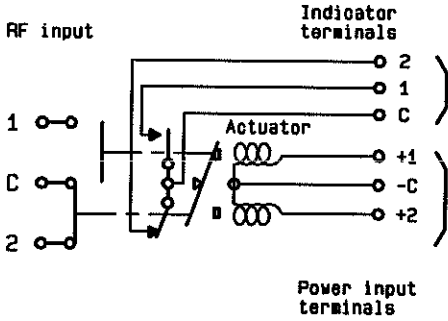 RF input
Indicator
terminals
2
1
C
1
C
2
Actuator
+1
-C
+2
Power input
terminals